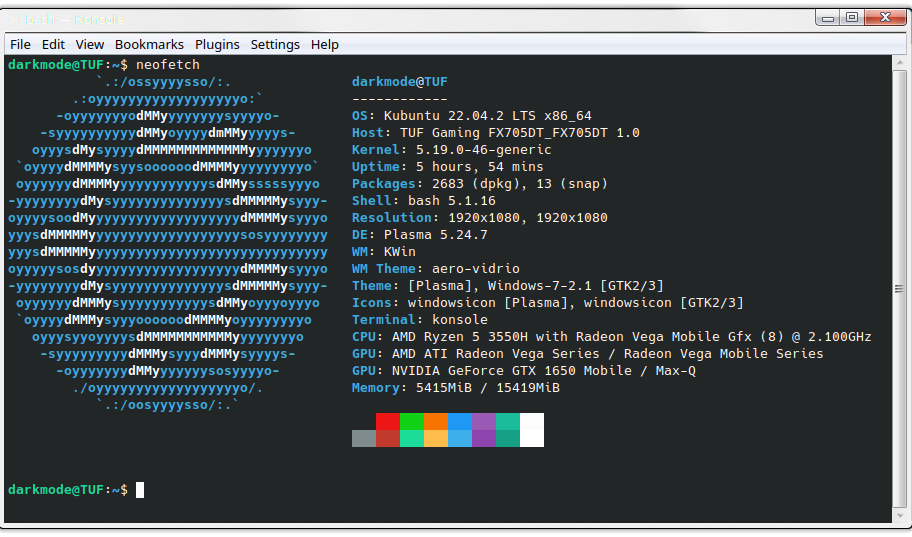 ~ : bash — Konsole
File Edit View Bookmarks Plugins Settings Help
darkmode@TUF:~$ neofetch
`.:/ossyyyysso/:. darkmode@TUF
.:oyyyyyyyyyyyyyyyyyyo:` ------------
-oyyyyyyyodMMyyyyyyyysyyyyo- OS: Kubuntu 22.04.2 LTS x86_64
-syyyyyyyyyydMMyoyyyydmMMyyyyys- Host: TUF Gaming FX705DT_FX705DT 1.0
oyyysdMysyyyydMMMMMMMMMMMMMyyyyyyyo Kernel: 5.19.0-46-generic
`oyyyydMMMMysyysoooooodMMMMyyyyyyyyyo` Uptime: 5 hours, 54 mins
oyyyyyydMMMMyyyyyyyyyyyysdMMysssssyyyo Packages: 2683 (dpkg), 13 (snap)
-yyyyyyyydMysyyyyyyyyyyyyyysdMMMMMysyyy- Shell: bash 5.1.16
oyyyysoodMyyyyyyyyyyyyyyyyyyydMMMMysyyyo Resolution: 1920x1080, 1920x1080
yyysdMMMMMyyyyyyyyyyyyyyyyyysosyyyyyyyy DE: Plasma 5.24.7
yyysdMMMMMyyyyyyyyyyyyyyyyyyyyyyyyyyyyy WM: KWin
oyyyyysosdyyyyyyyyyyyyyyyyyydMMMMysyyyo WM Theme: aero-vidrio
-yyyyyyyydMysyyyyyyyyyyyyyysdMMMMMysyyy- Theme: [Plasma], Windows-7-2.1 [GTK2/3]
oyyyyyydMMMysyyyyyyyyyyysdMMyoyyyoyyyo Icons: windowsicon [Plasma], windowsicon [GTK2/3]
`oyyyydMMMysyyyoooooodMMMMyoyyyyyyyyo Terminal: konsole
oyyysyyoyyyysdMMMMMMMMMMMyyyyyyyyo CPU: AMD Ryzen 5 3550H with Radeon Vega Mobile Gfx (8) @ 2.100GHz
-syyyyyyyyydMMMysyyydMMMysyyyys- GPU: AMD ATI Radeon Vega Series / Radeon Vega Mobile Series
-oyyyyyyydMMyyyyyysosyyyyo- GPU: NVIDIA GeForce GTX 1650 Mobile / Max-Q
./oyyyyyyyyyyyyyyyyyyo/. Memory: 5415MiB / 15419MiB
`.:/oosyyyysso/:.`
darkmode@TUF:~$